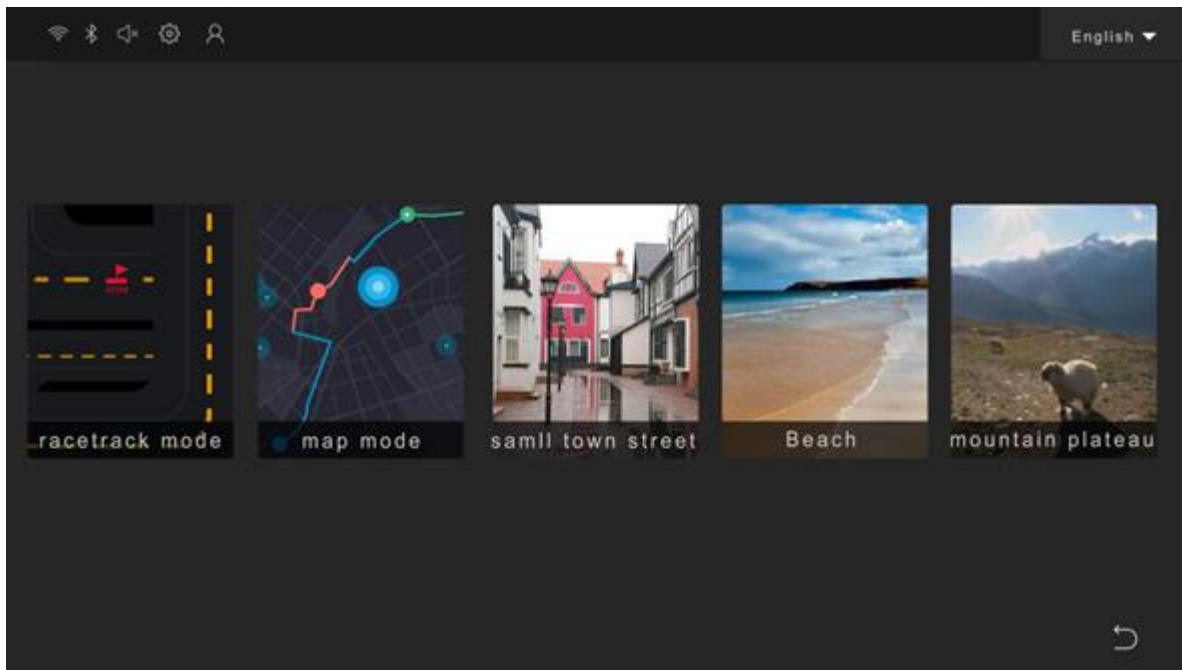 English
racetrack mode
map mode
samll town street
Beach
mountain plateau